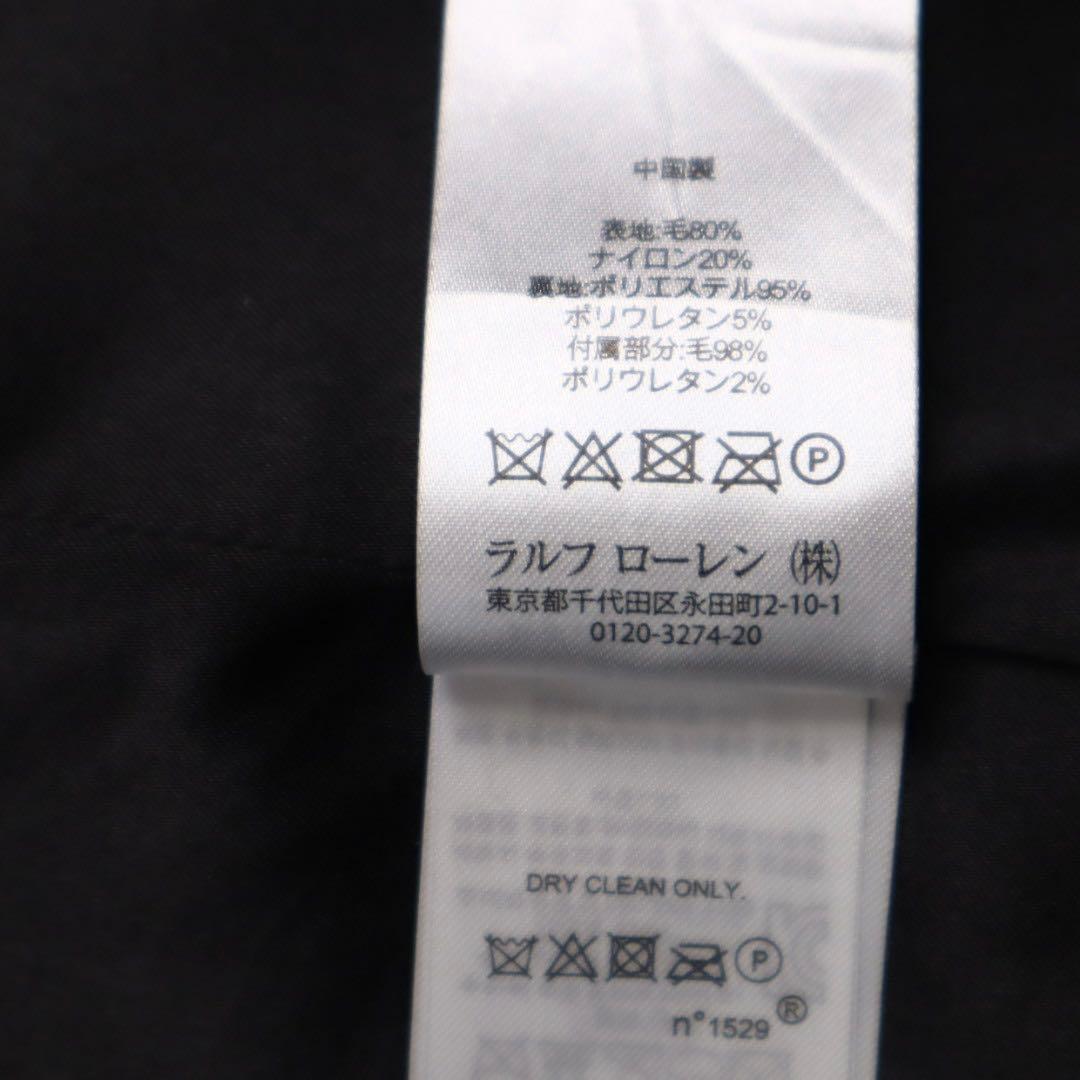 中国製
表地:毛80%
ナイロン20%
裏地:ポリエステル95%
ポリウレタン5%
付属部分:毛98%
ポリウレタン2%
P
ラルフ ローレン (株)
東京都千代田区永田町2-10-1
0120-3274-20
DRY CLEAN ONLY.
P
n°1529®